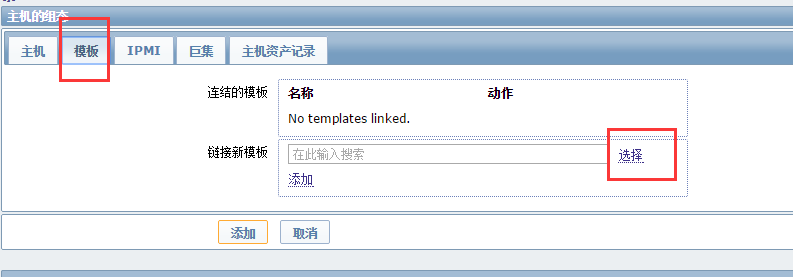 主机的组态
主机 模板 IPMI 巨集 主机资产记录
连结的模板 名称 动作
No templates linked.
链接新模板 在此输入搜索 选择
添加
添加 取消